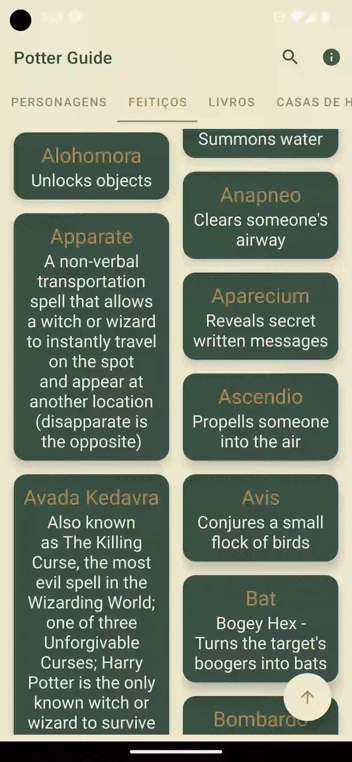 Potter Guide
PERSONAGENS FEITIÇOS LIVROS CASAS DE H
Alohomora
Unlocks objects
Apparate
A non-verbal
transportation
spell that allows
a witch or wizard
to instantly travel
on the spot
and appear at
another location
(disapparate is
the opposite)
Avada Kedavra
Also known
as The Killing
Curse, the most
evil spell in the
Wizarding World;
one of three
Unforgivable
Curses; Harry
Potter is the only
known witch or
wizard to survive
Summons water
Anapneo
Clears someone's
airway
Aparecium
Reveals secret
written messages
Ascendio
Propells someone
into the air
Avis
Conjures a small
flock of birds
Bat
Bogey Hex -
Turns the target's
boogers into bats
Bombardo